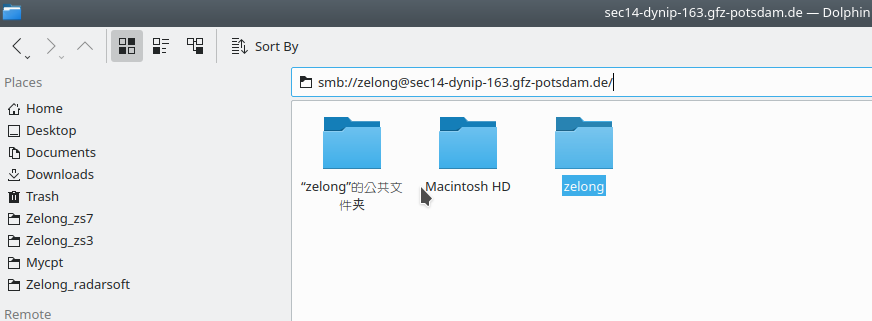 sec14-dynip-163.gfz-potsdam.de — Dolphin
Sort By
Places
smb://zelong@sec14-dynip-163.gfz-potsdam.de/
Home
Desktop
Documents
Downloads
Trash
Zelong_zs7
Zelong_zs3
Mycpt
Zelong_radarsoft
Remote
“zelong”的公共文
件夹
Macintosh HD
zelong